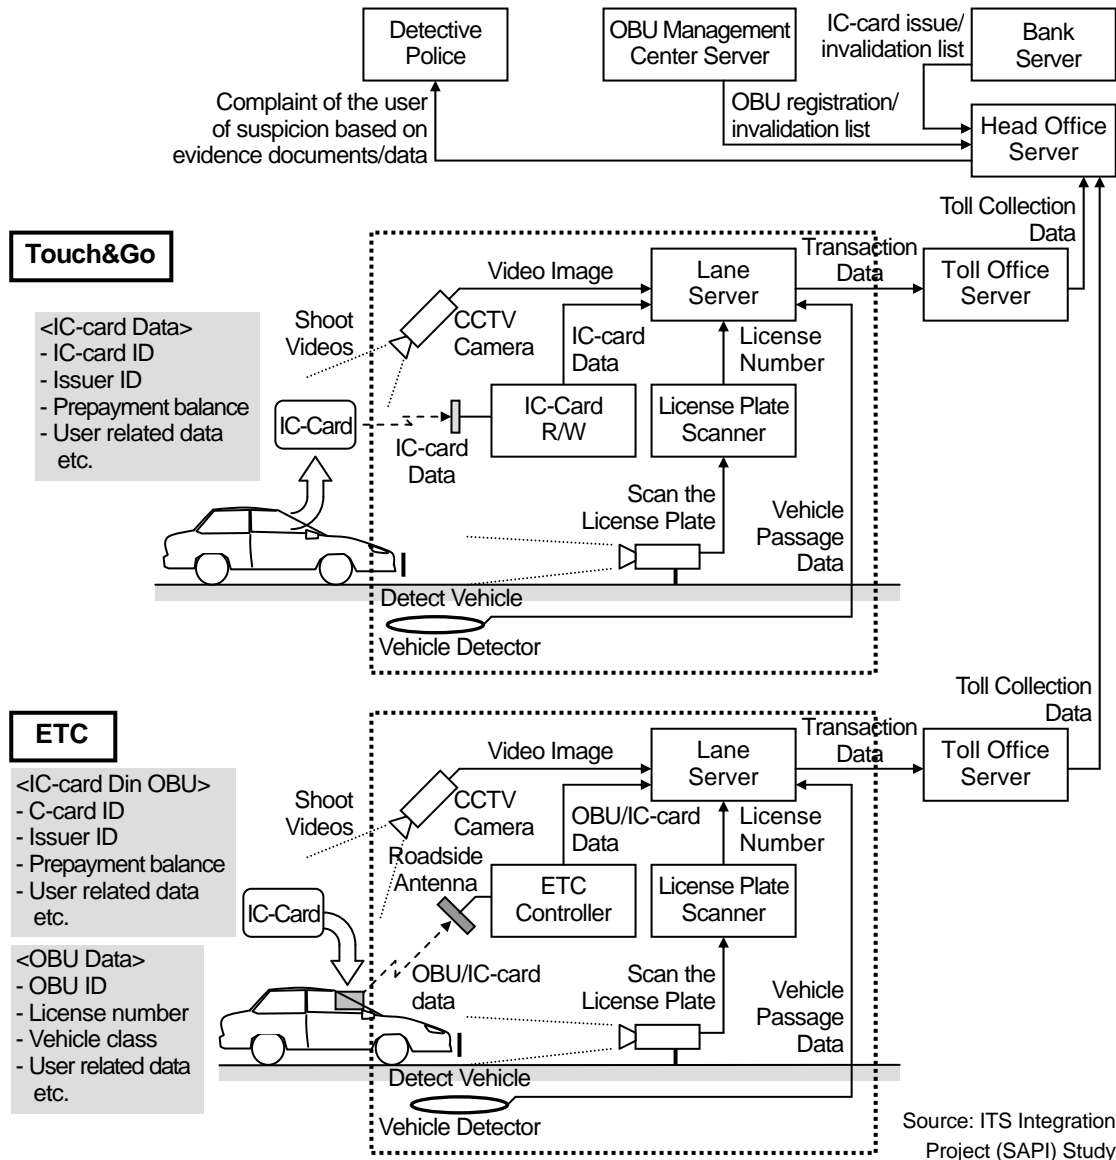 Detective
Police
OBU Management
Center Server
IC-card issue/
invalidation list
Bank
Server
Complaint of the user
of suspicion based on
evidence documents/data
OBU registration/
invalidation list
Head Office
Server
Toll Collection
Data
Touch&Go
Video Image
Lane
Server
Transaction
Data
Toll Office
Server
<IC-card Data>
- IC-card ID
- Issuer ID
- Prepayment balance
- User related data
etc.
Shoot
Videos
CCTV
Camera
IC-card
Data
License
Number
IC-Card
IC-card
Data
IC-Card
R/W
License Plate
Scanner
Scan the
License Plate
Vehicle
Passage
Data
Detect Vehicle
Vehicle Detector
Toll Collection
Data
ETC
Video Image
Lane
Server
Transaction
Data
Toll Office
Server
<IC-card Din OBU>
- C-card ID
- Issuer ID
- Prepayment balance
- User related data
etc.
Shoot
Videos
CCTV
Camera
OBU/IC-card
Data
License
Number
Roadside
Antenna
IC-Card
ETC
Controller
License Plate
Scanner
<OBU Data>
- OBU ID
- License number
- Vehicle class
- User related data
etc.
OBU/IC-card
data
Scan the
License Plate
Vehicle
Passage
Data
Detect Vehicle
Vehicle Detector
Source: ITS Integration
Project (SAPI) Study